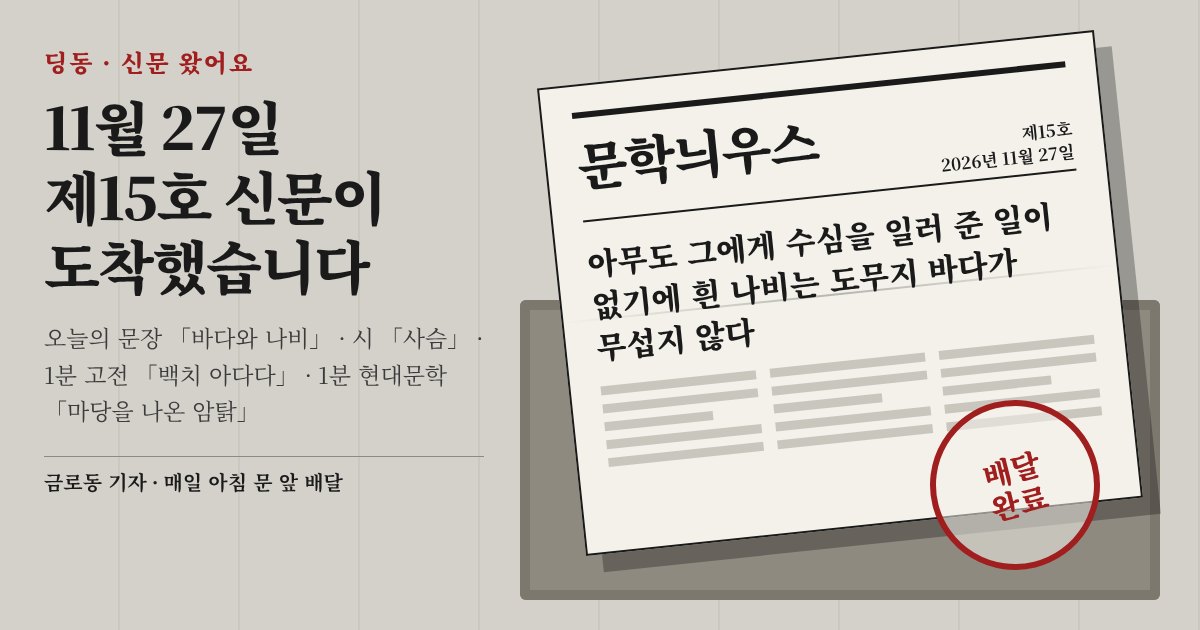 딩동 · 신문 왔어요
11월 27일
제15호 신문이
도착했습니다
오늘의 문장 「바다와 나비」 · 시 「사슴」 ·
1분 고전 「백치 아다다」 · 1분 현대문학
「마당을 나온 암탉」
금로동 기자 · 매일 아침 문 앞 배달
문학늬우스
제15호
2026년 11월 27일
아무도 그에게 수심을 일러 준 일이
없기에 흰 나비는 도무지 바다가
무섭지 않다
배달
완료